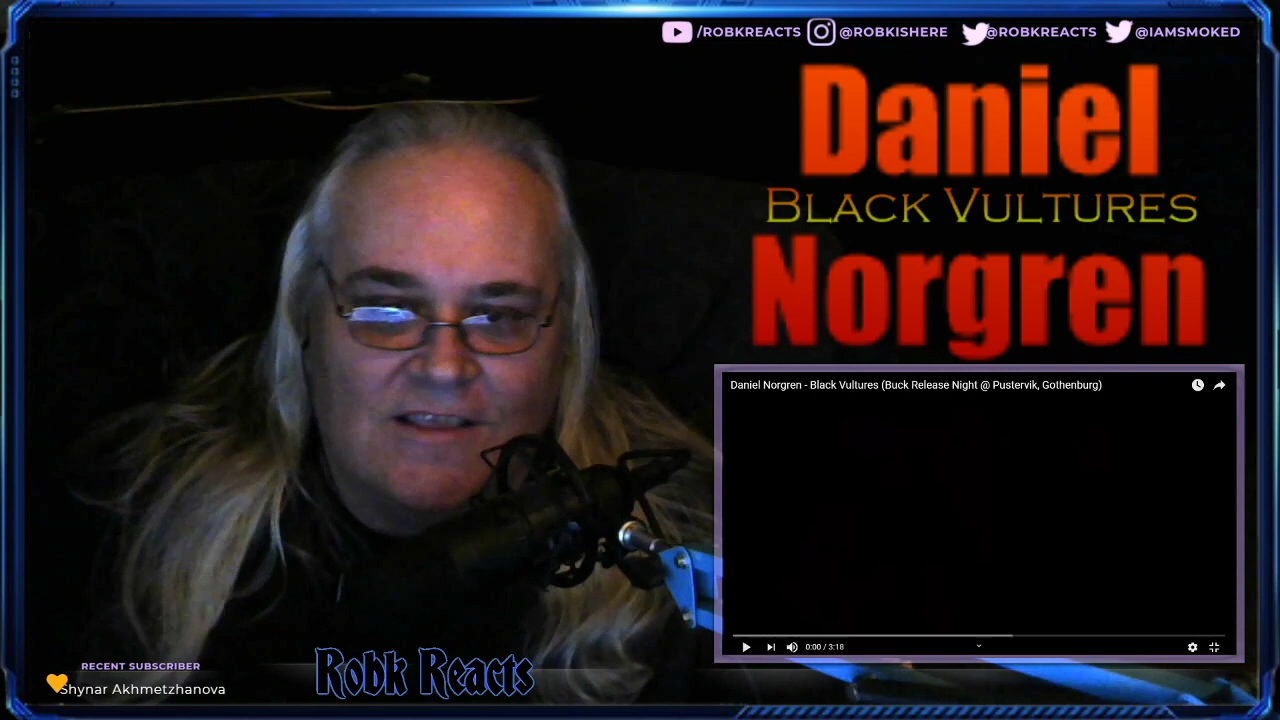 /ROBKREACTS @ROBKISHERE @ROBKREACTS @IAMSMOKED
Daniel
BLACK VULTURES
Norgren
Daniel Norgren - Black Vultures (Buck Release Night @ Pustervik, Gothenburg)
0:00 / 3:18
RECENT SUBSCRIBER
Shynar Akhmetzhanova
Robk Reacts